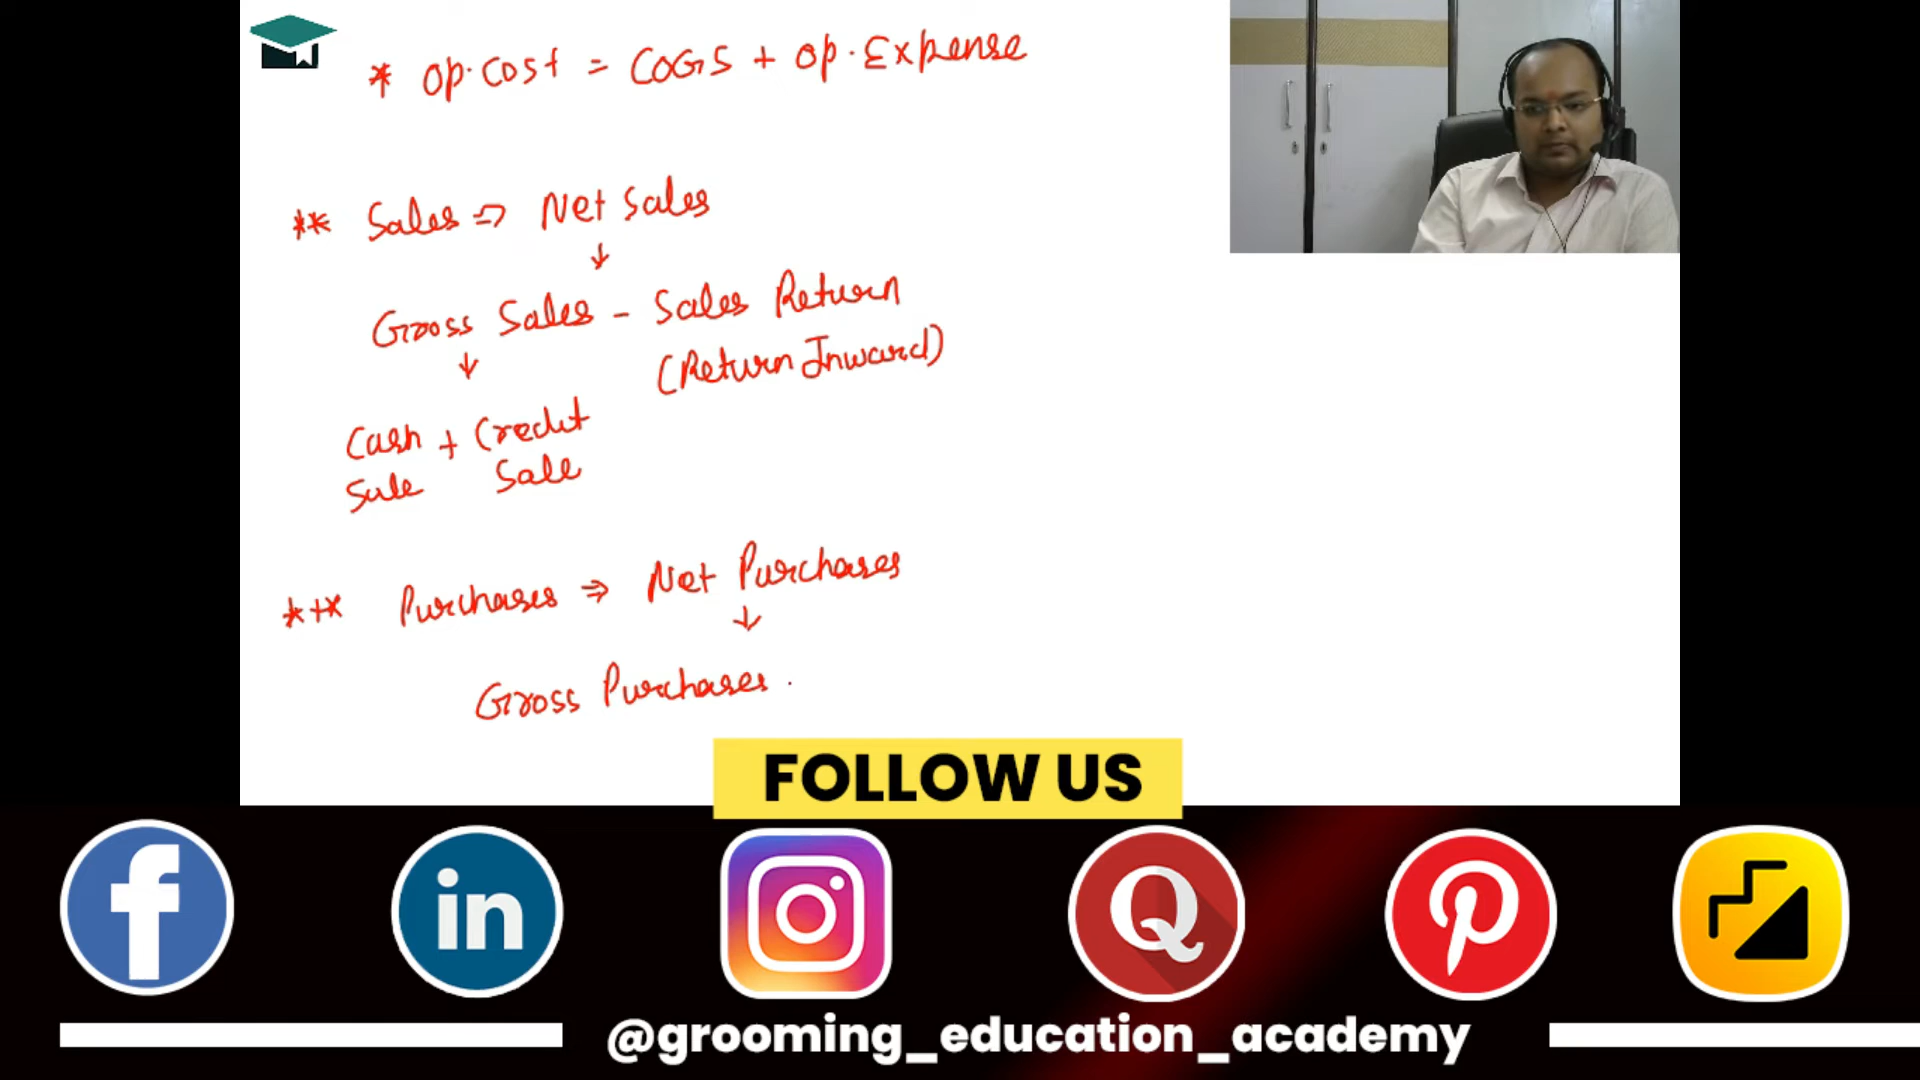 * Op. Cost = COGS + Op. Expense
** Sales ⇒ Net Sales
↓
Gross Sales - Sales Return
(Return Inward)
↓
Cash + Credit
Sale Sale
*** Purchases ⇒ Net Purchases
↓
Gross Purchases .
FOLLOW US
f
in
Q
P
@grooming_education_academy